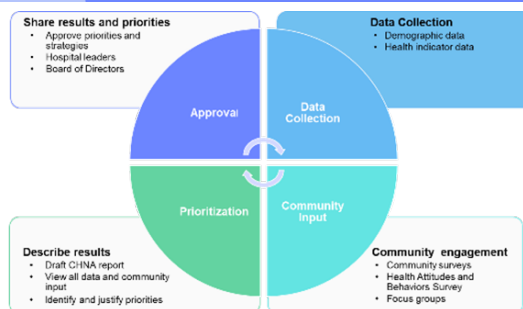 Share results and priorities
• Approve priorities and
strategies
• Hospital leaders
• Board of Directors
Data Collection
• Demographic data
• Health indicator data
Approval
Data
Collection
Prioritization
Community
Input
Describe results
• Draft CHNA report
• View all data and community
input
• Identify and justify priorities
Community engagement
• Community surveys
• Health Attitudes and
Behaviors Survey
• Focus groups